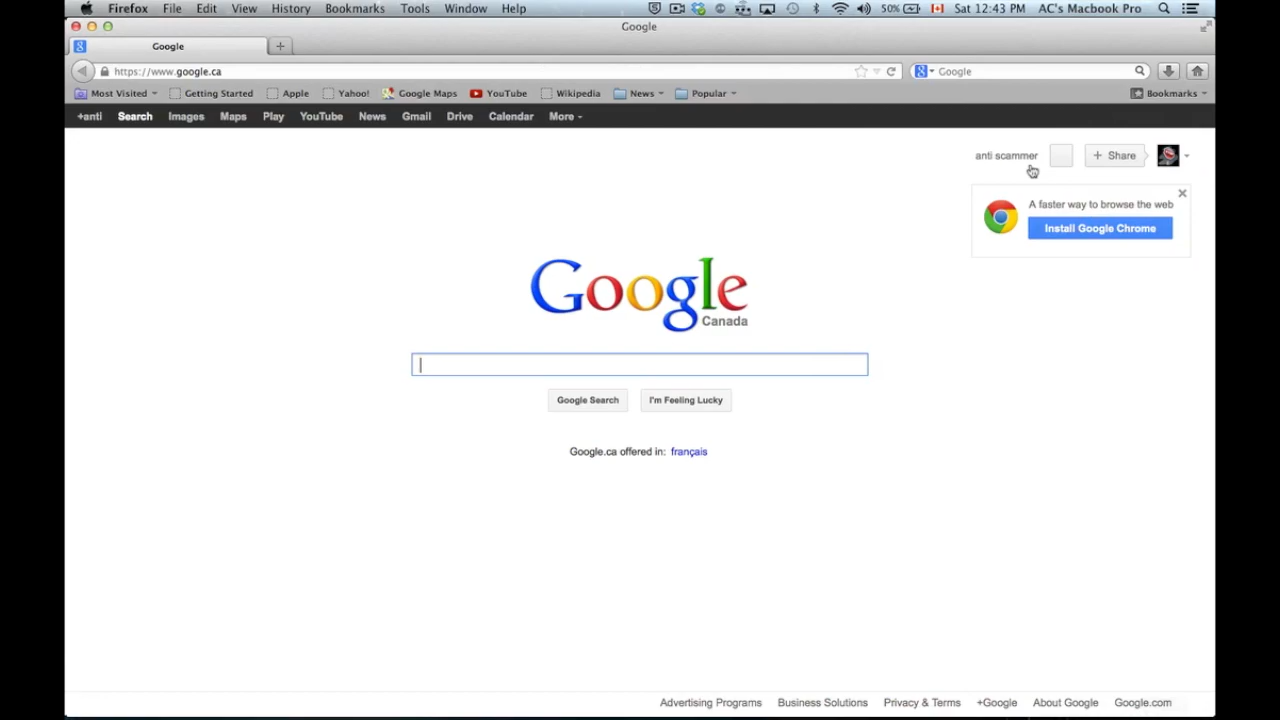 Firefox File Edit View History Bookmarks Tools Window Help 50% Sat 12:43 PM AC's Macbook Pro
Google
Google
https://www.google.ca Google
Most Visited Getting Started Apple Yahoo! Google Maps YouTube Wikipedia News Popular Bookmarks
+anti Search Images Maps Play YouTube News Gmail Drive Calendar More
anti scammer + Share
A faster way to browse the web
Install Google Chrome
Google
Canada
Google Search I'm Feeling Lucky
Google.ca offered in: français
Advertising Programs Business Solutions Privacy & Terms +Google About Google Google.com